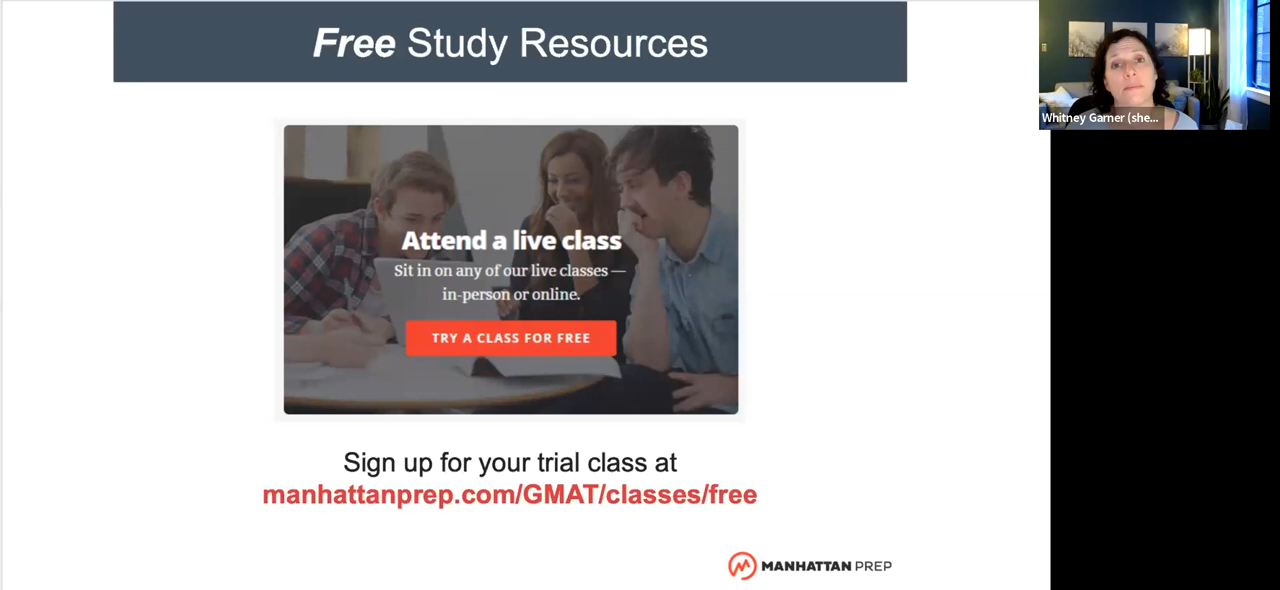 Free Study Resources
Whitney Garner (she...
Attend a live class
Sit in on any of our live classes —
in-person or online.
TRY A CLASS FOR FREE
Sign up for your trial class at
manhattanprep.com/GMAT/classes/free
MANHATTAN PREP